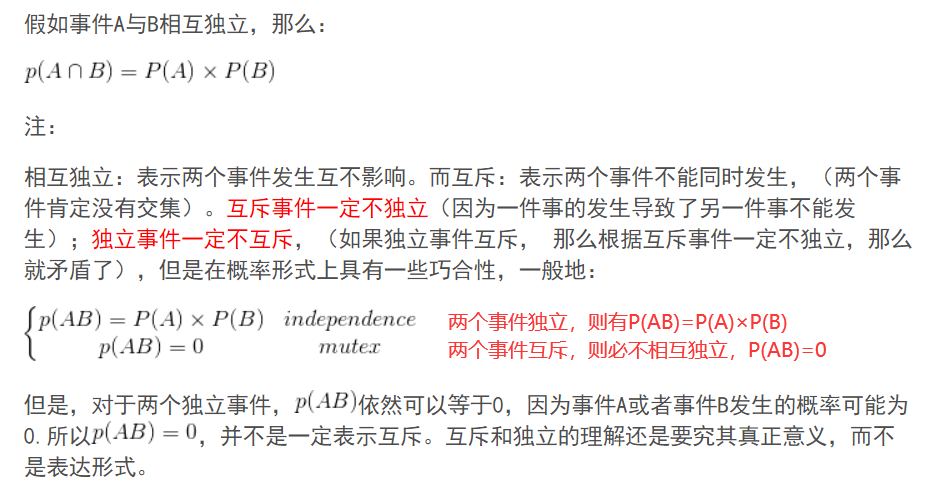 假如事件A与B相互独立，那么：
p(A ∩ B) = P(A) × P(B)
注：
相互独立：表示两个事件发生互不影响。而互斥：表示两个事件不能同时发生，（两个事
件肯定没有交集）。互斥事件一定不独立（因为一件事的发生导致了另一件事不能发
生）；独立事件一定不互斥，（如果独立事件互斥， 那么根据互斥事件一定不独立，那么
就矛盾了），但是在概率形式上具有一些巧合性，一般地：
p(AB) = P(A) × P(B) independence 两个事件独立，则有P(AB)=P(A)×P(B)
p(AB) = 0 mutex 两个事件互斥，则必不相互独立，P(AB)=0
但是，对于两个独立事件，p(AB)依然可以等于0，因为事件A或者事件B发生的概率可能为
0.所以p(AB) = 0，并不是一定表示互斥。互斥和独立的理解还是要究其真正意义，而不
是表达形式。